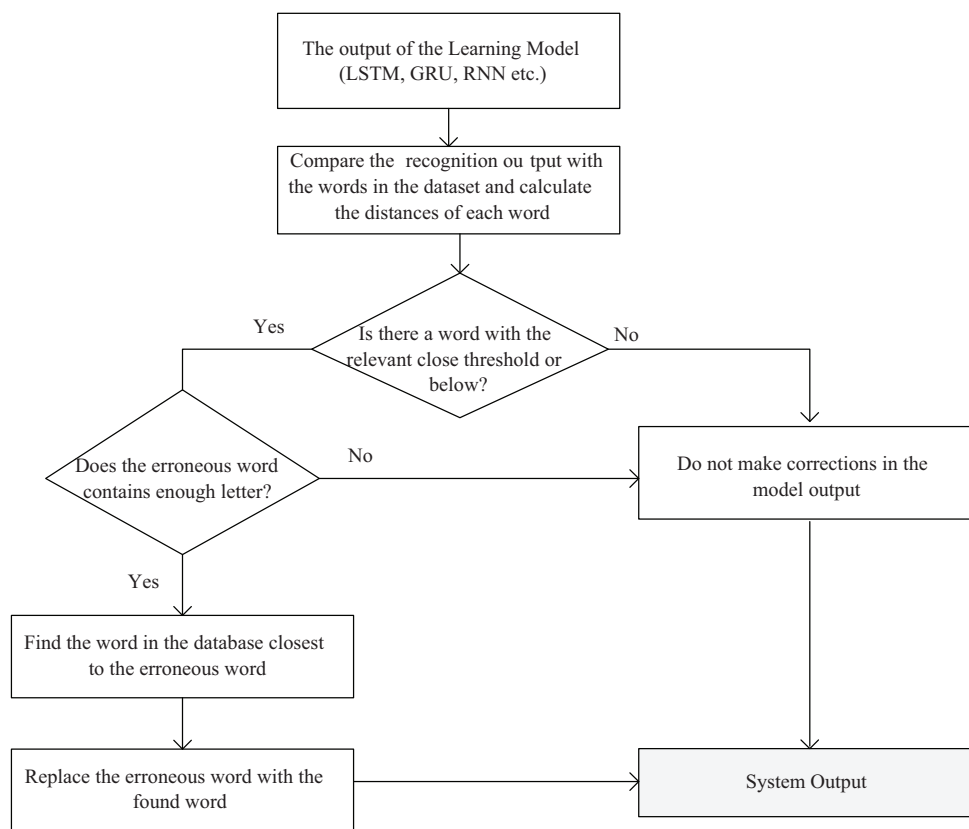 The output of the Learning Model
(LSTM, GRU, RNN etc.)
Compare the recognition ou tput with
the words in the dataset and calculate
the distances of each word
Yes
Is there a word with the
relevant close threshold or
below?
No
Does the erroneous word
contains enough letter?
No
Do not make corrections in the
model output
Yes
Find the word in the database closest
to the erroneous word
Replace the erroneous word with the
found word
System Output